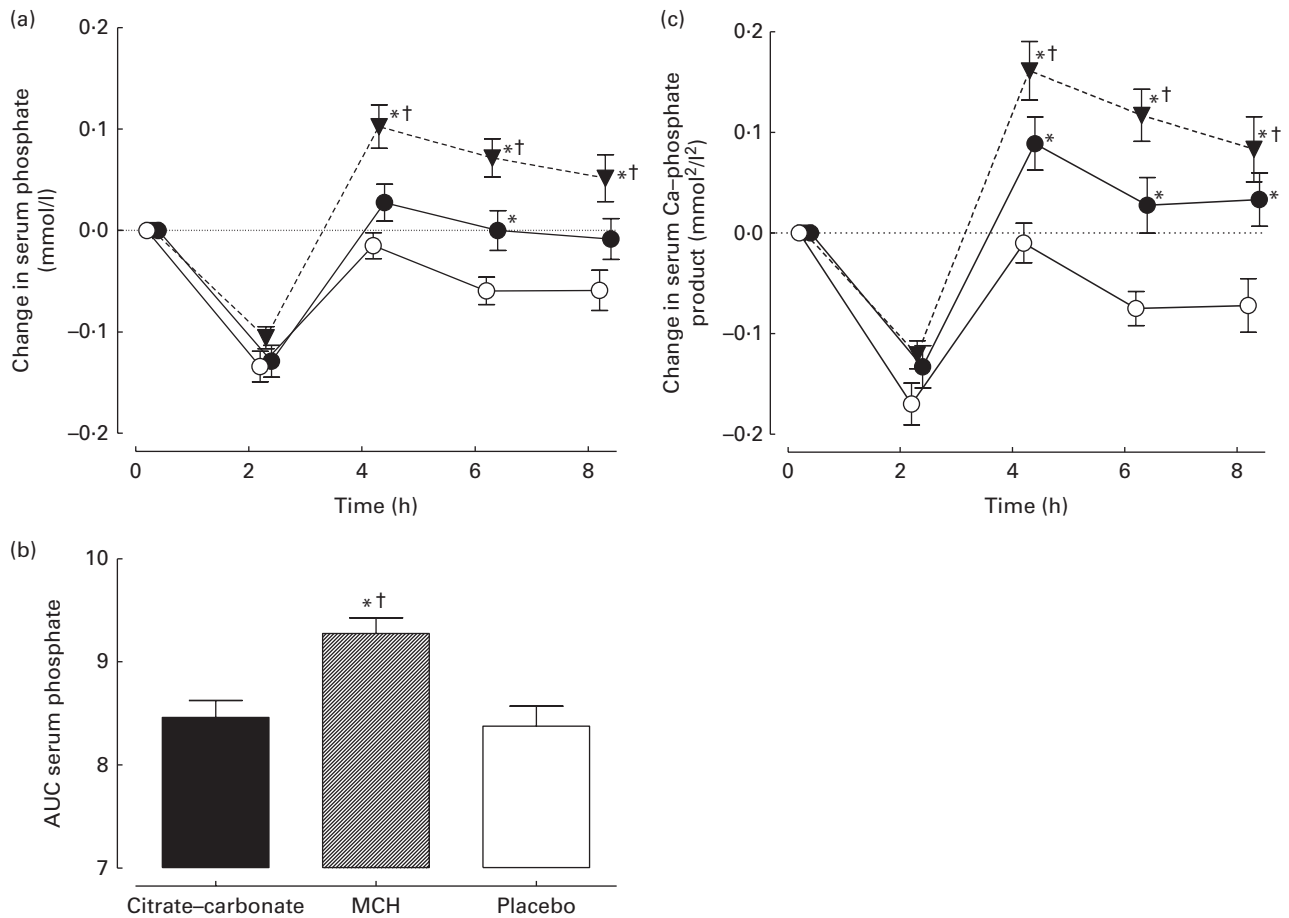 (a)
0·2
0·1
0·0
–0·1
–0·2
Change in serum phosphate
(mmol/l)
*†
*†
*†
*
0
2
4
6
8
Time (h)
(c)
0·2
0·1
0·0
–0·1
–0·2
Change in serum Ca–phosphate
product (mmol²/l²)
*†
*†
*†
*
*
*
0
2
4
6
8
Time (h)
(b)
10
9
8
7
AUC serum phosphate
*†
Citrate–carbonate
MCH
Placebo